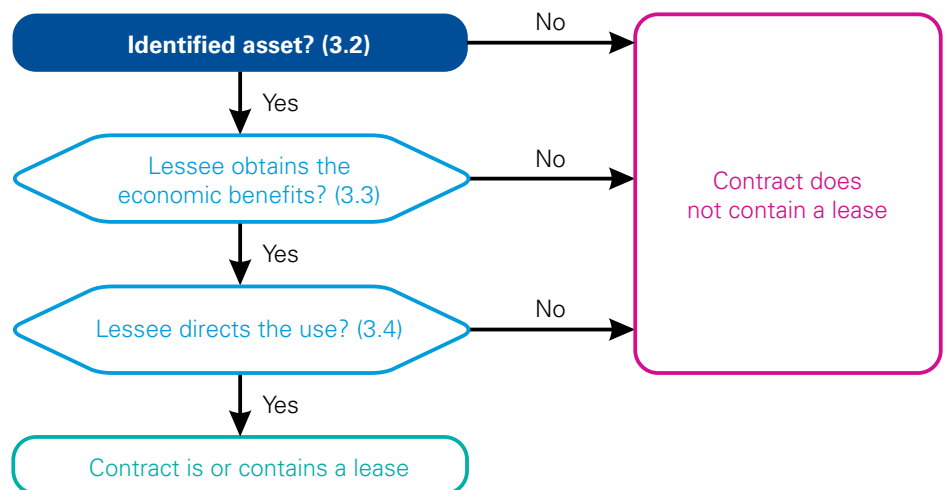 No
Identified asset? (3.2)
Yes
No
Lessee obtains the
economic benefits? (3.3)
Contract does
not contain a lease
Yes
No
Lessee directs the use? (3.4)
Yes
Contract is or contains a lease